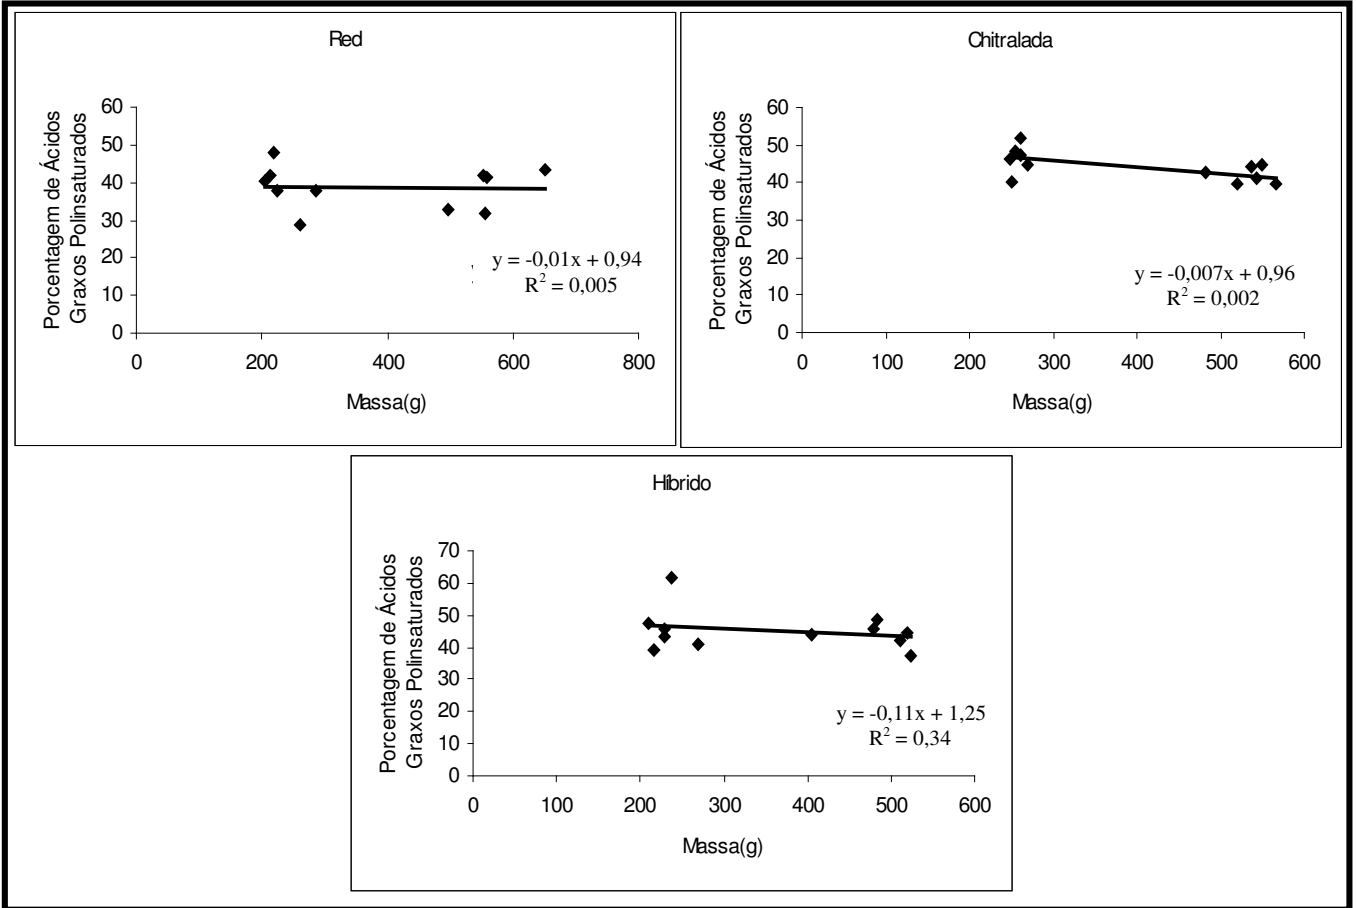 Red
Porcentagem de Ácidos
Graxos Polinsaturados
60
50
40
30
20
10
0
y = -0,01x + 0,94
R² = 0,005
0 200 400 600 800
Massa(g)
Chitralada
Porcentagem de Ácidos
Graxos Polinsaturados
60
50
40
30
20
10
0
y = -0,007x + 0,96
R² = 0,002
0 100 200 300 400 500 600
Massa(g)
Híbrido
Porcentagem de Ácidos
Graxos Polinsaturados
70
60
50
40
30
20
10
0
y = -0,11x + 1,25
R² = 0,34
0 100 200 300 400 500 600
Massa(g)